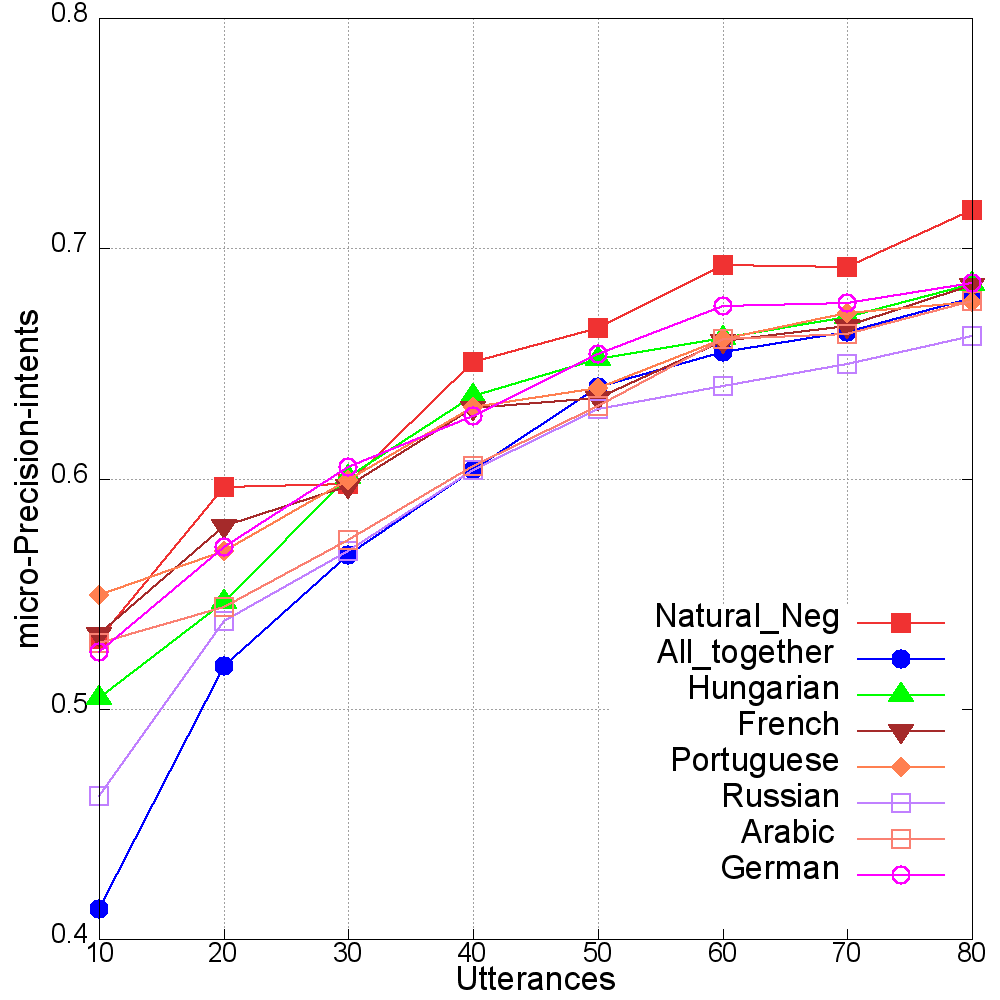 0.8
0.7
0.6
0.5
0.4
micro-Precision-intents
10 20 30 40 50 60 70 80
Utterances
Natural_Neg
All_together
Hungarian
French
Portuguese
Russian
Arabic
German